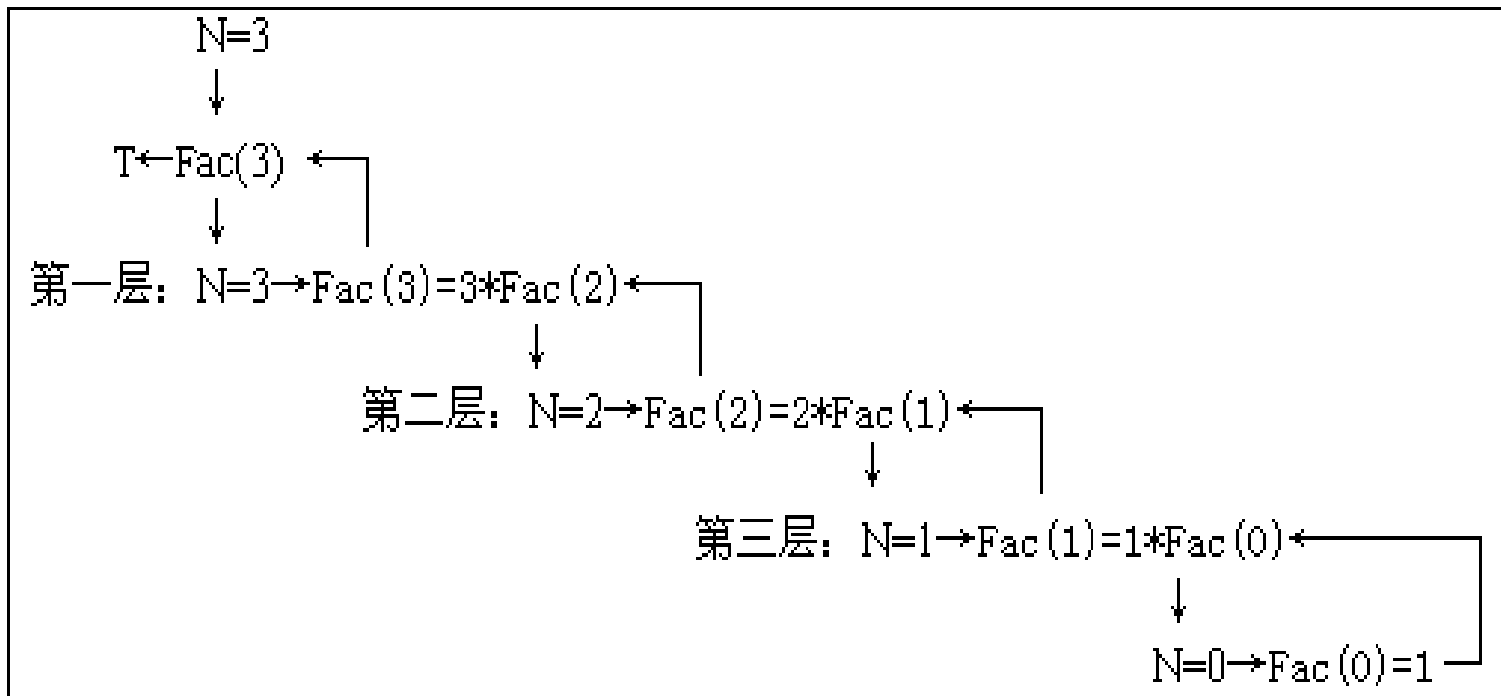 N=3
T←Fac(3)
第一层：N=3→Fac(3)=3*Fac(2)
第二层：N=2→Fac(2)=2*Fac(1)
第三层：N=1→Fac(1)=1*Fac(0)
N=0→Fac(0)=1